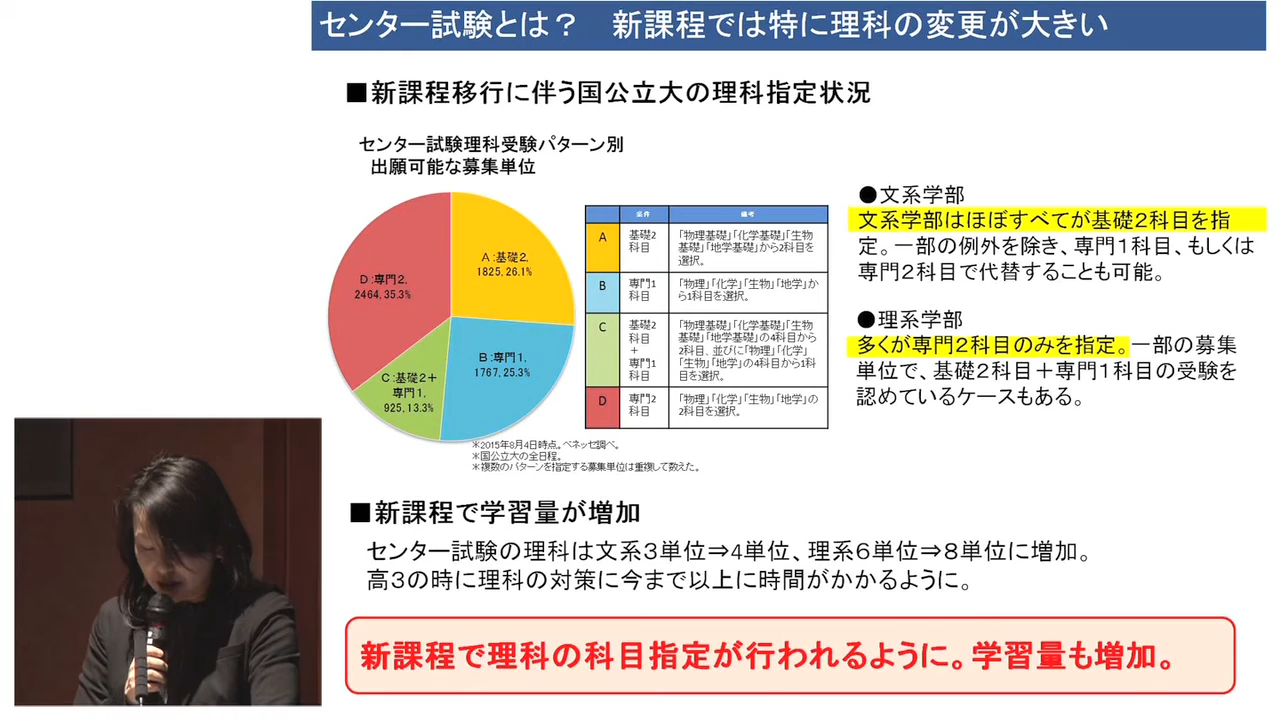 センター試験とは？　新課程では特に理科の変更が大きい
■新課程移行に伴う国公立大の理科指定状況
センター試験理科受験パターン別
出願可能な募集単位
A：基礎2,
1825, 26.1%
B：専門1,
1767, 25.3%
C：基礎2＋
専門1,
925, 13.3%
D：専門2,
2464, 35.3%
条件 備考
A 基礎2科目 「物理基礎」「化学基礎」「生物
基礎」「地学基礎」から2科目を
選択。
B 専門1科目 「物理」「化学」「生物」「地学」か
ら1科目を選択。
C 基礎2科目＋専門1科目 「物理基礎」「化学基礎」「生物
基礎」「地学基礎」の4科目から
2科目、並びに「物理」「化学」
「生物」「地学」の4科目から1科
目を選択。
D 専門2科目 「物理」「化学」「生物」「地学」の
2科目を選択。
＊2015年8月4日時点。ベネッセ調べ。
＊国公立大の全日程。
＊複数のパターンを指定する募集単位は重複して数えた。
●文系学部
文系学部はほぼすべてが基礎２科目を指
定。一部の例外を除き、専門１科目、もしくは
専門２科目で代替することも可能。
●理系学部
多くが専門２科目のみを指定。一部の募集
単位で、基礎２科目＋専門１科目の受験を
認めているケースもある。
■新課程で学習量が増加
センター試験の理科は文系３単位⇒4単位、理系６単位⇒８単位に増加。
高３の時に理科の対策に今まで以上に時間がかかるように。
新課程で理科の科目指定が行われるように。学習量も増加。